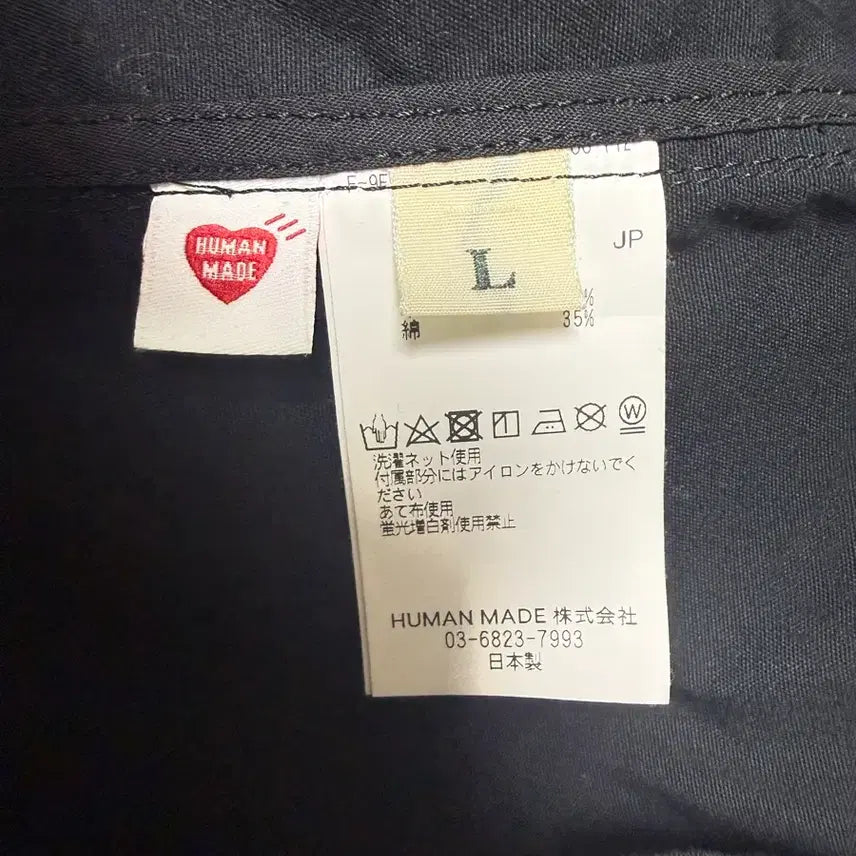 HUMAN
MADE
L
JP
%
綿 35%
W
洗濯ネット使用
付属部分にはアイロンをかけないでく
ださい
あて布使用
蛍光増白剤使用禁止
HUMAN MADE 株式会社
03-6823-7993
日本製